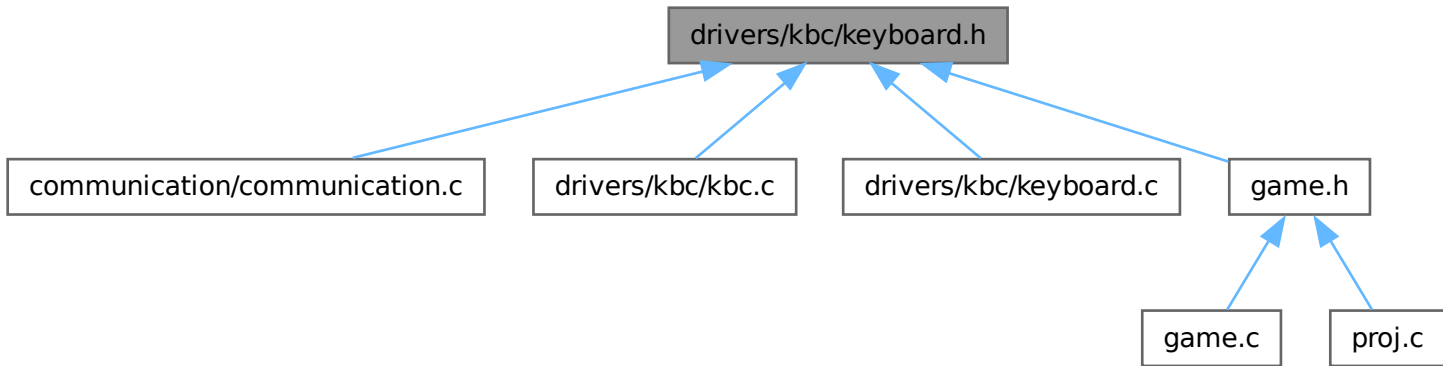 drivers/kbc/keyboard.h
communication/communication.c
drivers/kbc/kbc.c
drivers/kbc/keyboard.c
game.h
game.c
proj.c